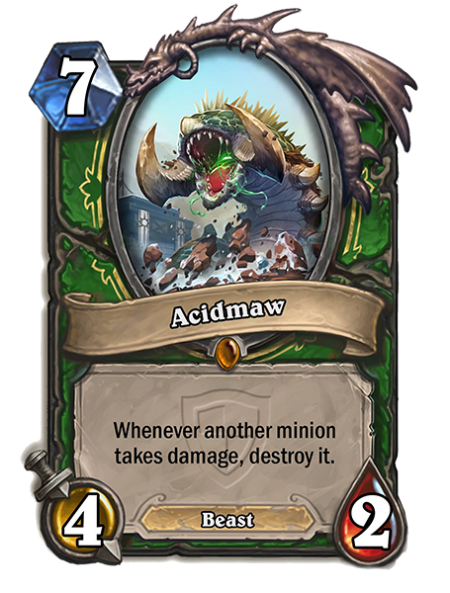 7
Acidmaw
Whenever another minion
takes damage, destroy it.
4
Beast
2